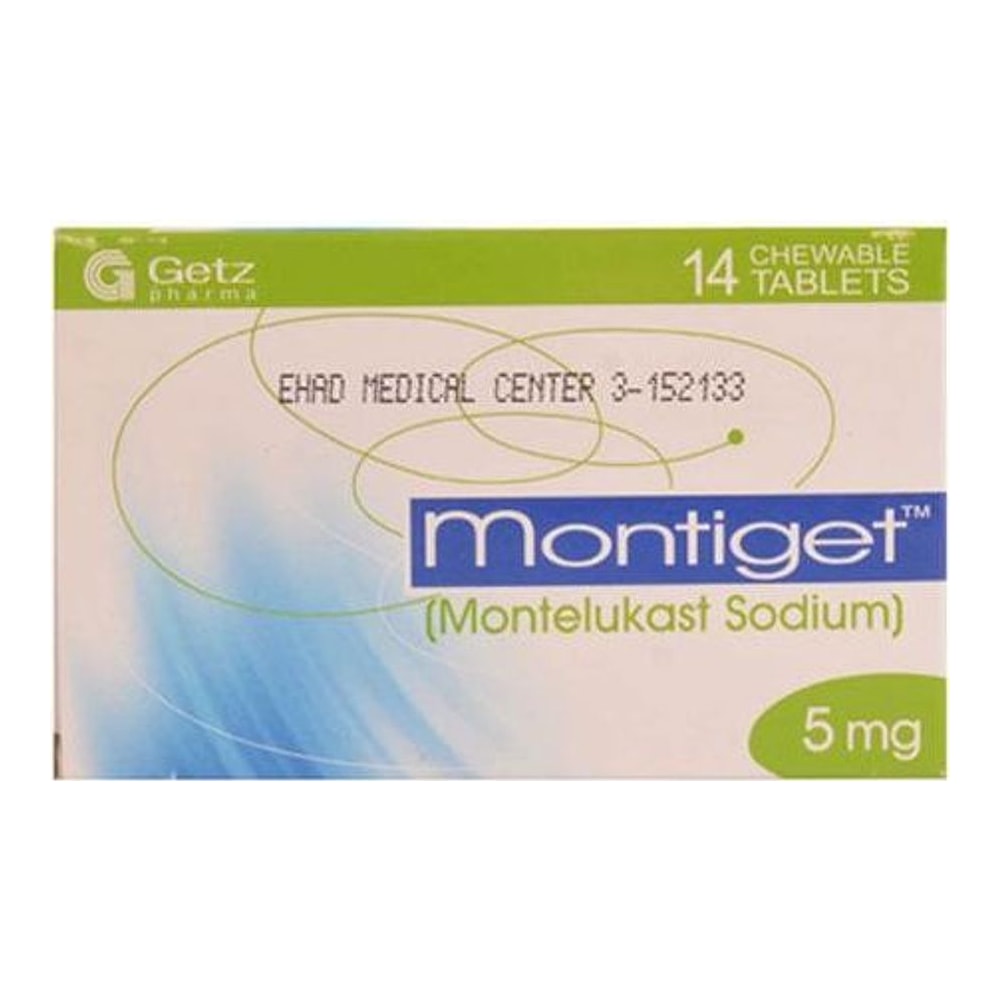 Getz
pharma
14 CHEWABLE
TABLETS
EHAD MEDICAL CENTER 3-152133
Montiget™
(Montelukast Sodium)
5 mg